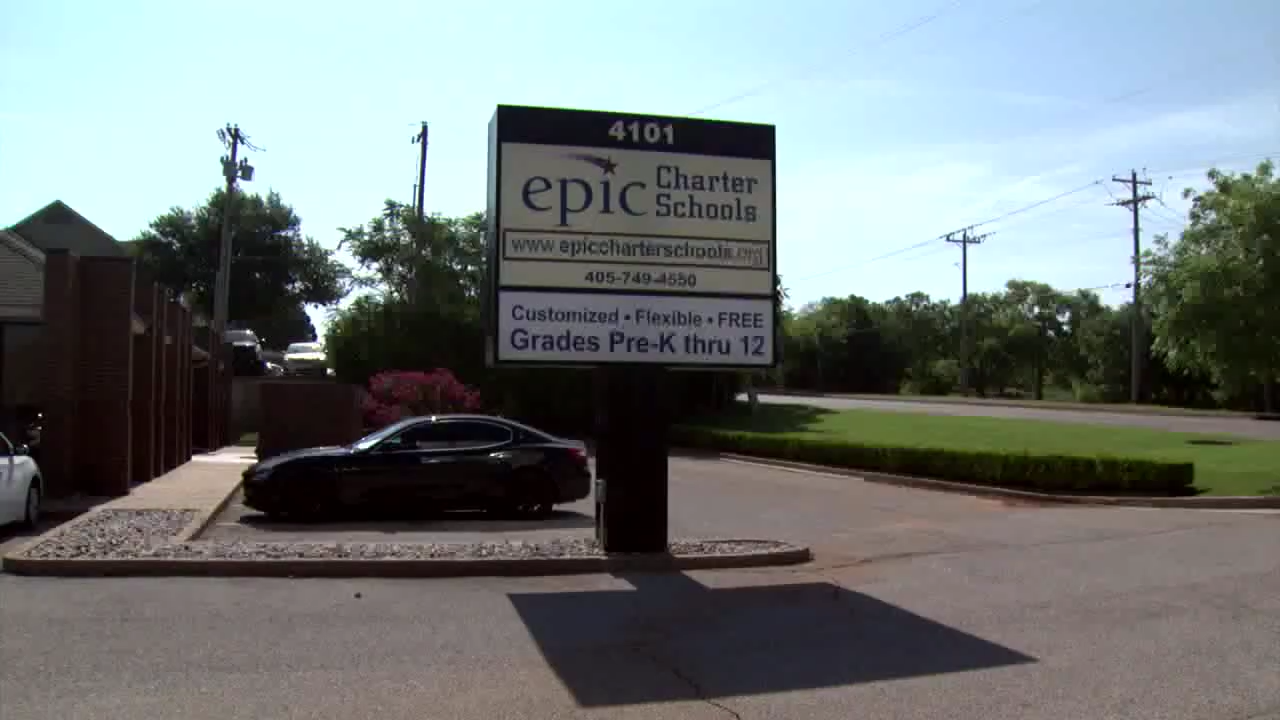 4101
epic Charter Schools
www.epiccharterschools.org
405-749-4550
Customized • Flexible • FREE
Grades Pre-K thru 12